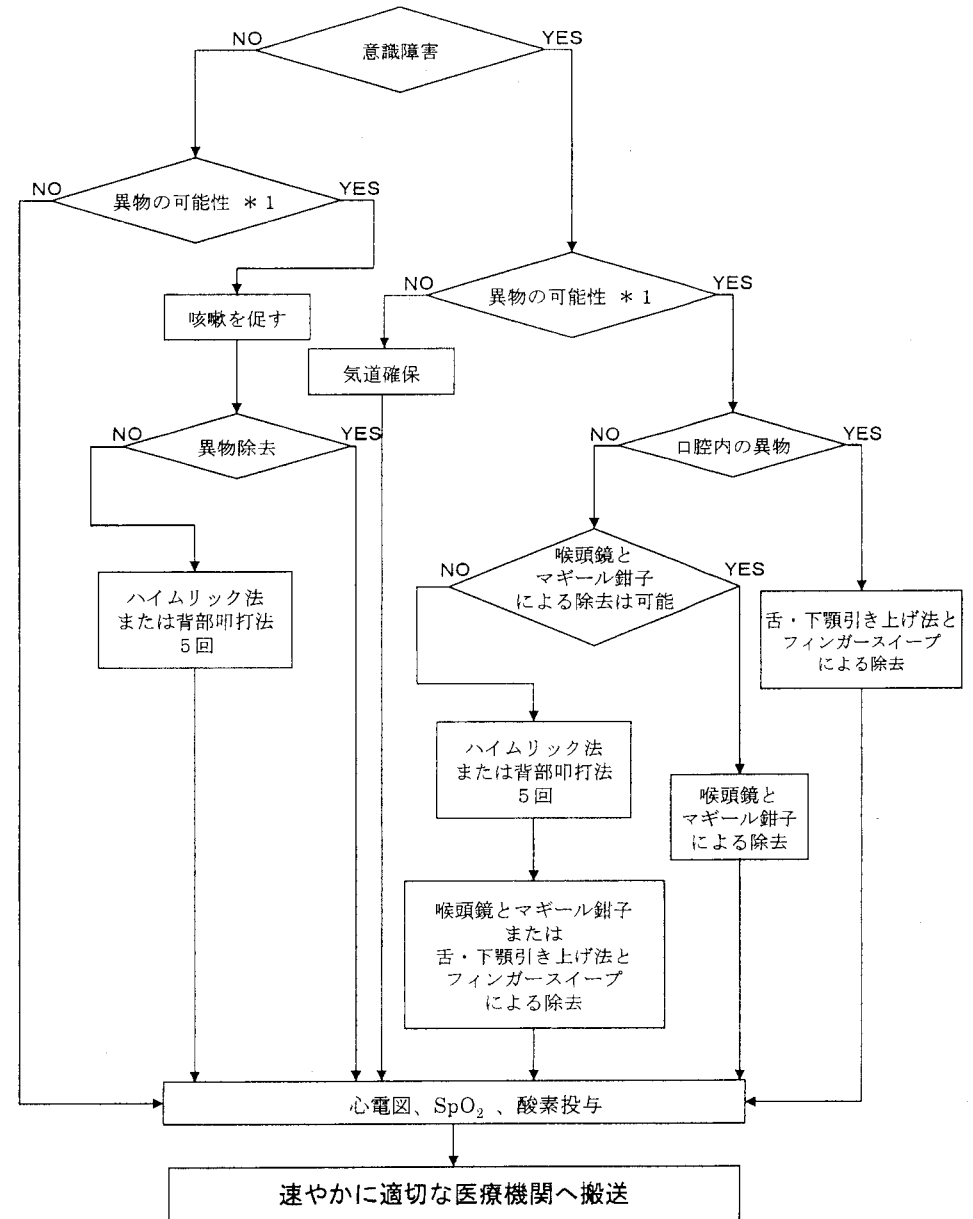 NO
意識障害
YES
NO
異物の可能性 *1
YES
NO
異物の可能性 *1
YES
咳嗽を促す
気道確保
NO
異物除去
YES
NO
口腔内の異物
YES
喉頭鏡と
マギール鉗子
による除去は可能
NO
YES
ハイムリック法
または背部叩打法
5回
舌・下顎引き上げ法と
フィンガースイープ
による除去
ハイムリック法
または背部叩打法
5回
喉頭鏡と
マギール鉗子
による除去
喉頭鏡とマギール鉗子
または
舌・下顎引き上げ法と
フィンガースイープ
による除去
心電図、SpO₂、酸素投与
速やかに適切な医療機関へ搬送